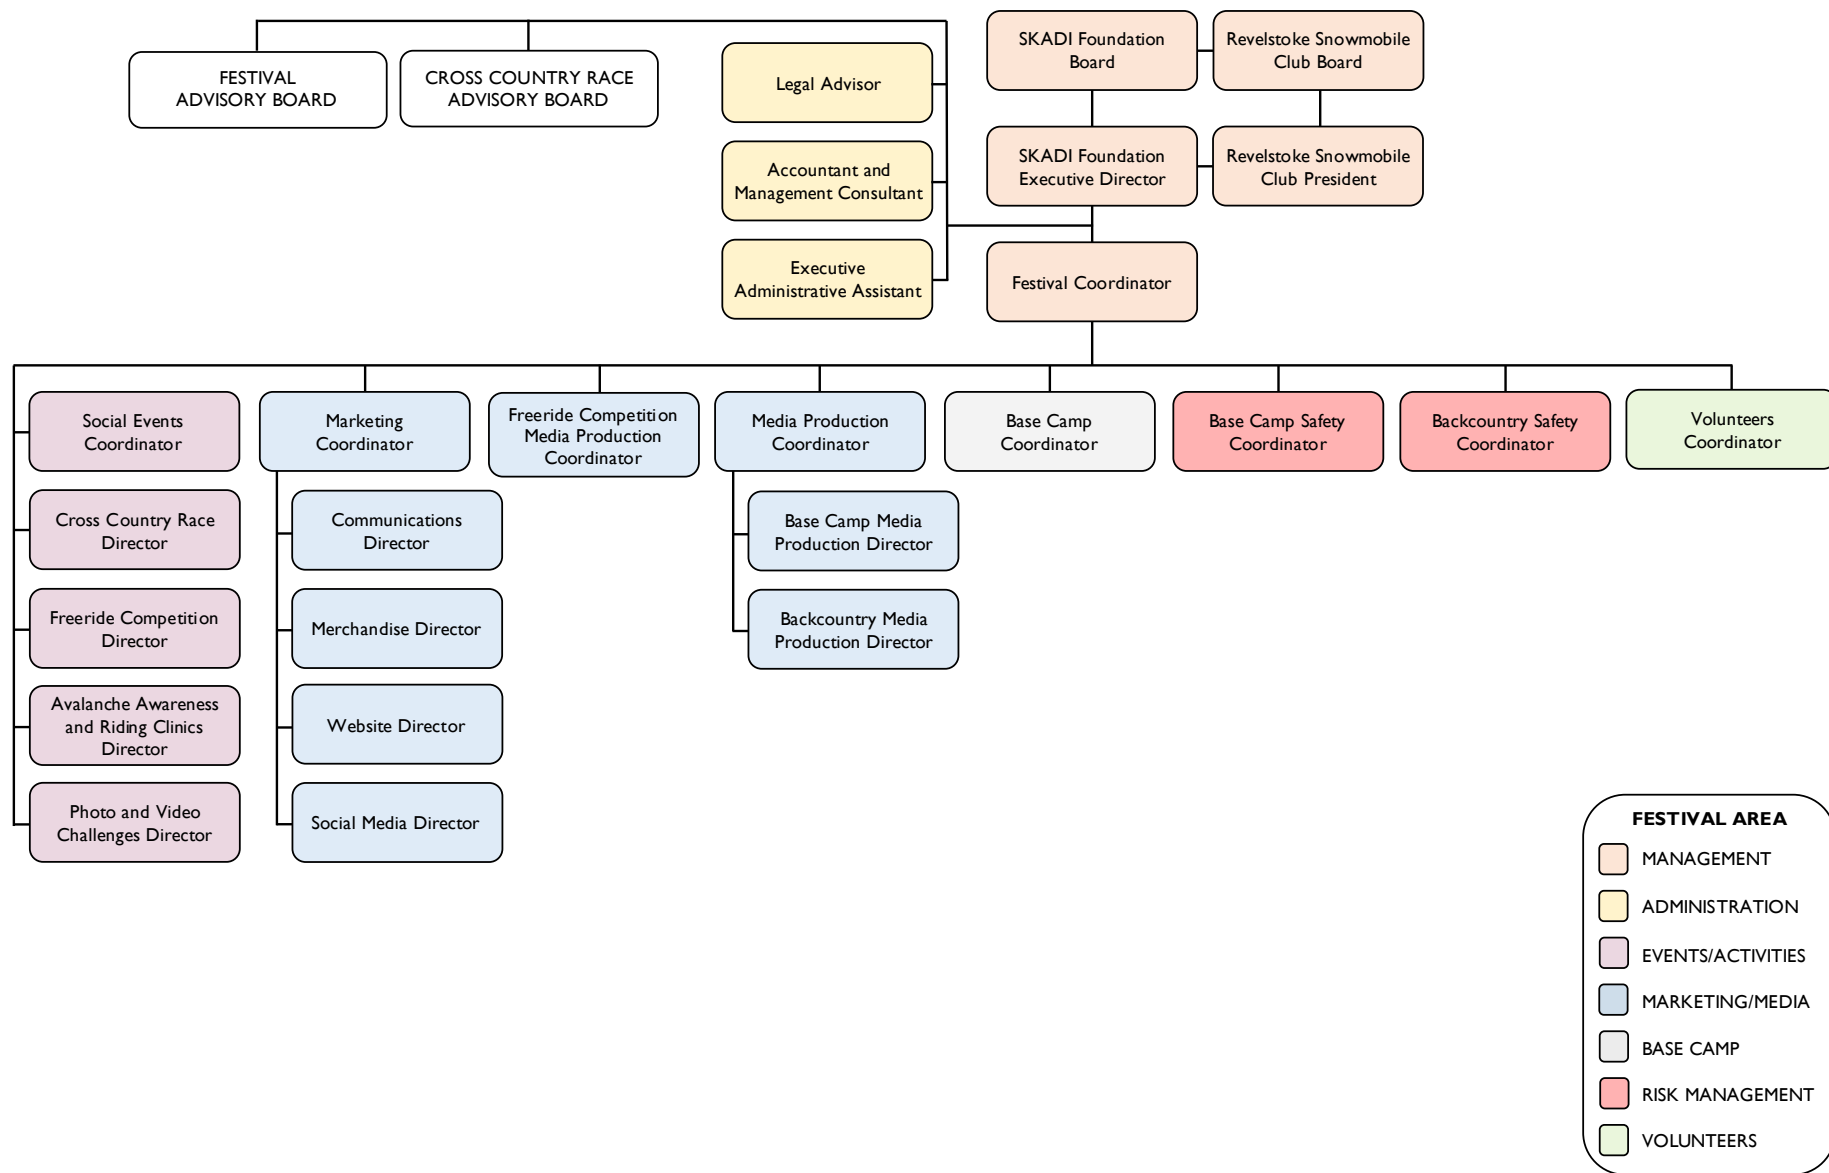 FESTIVAL
ADVISORY BOARD
CROSS COUNTRY RACE
ADVISORY BOARD
Legal Advisor
Accountant and
Management Consultant
Executive
Administrative Assistant
SKADI Foundation
Board
Revelstoke Snowmobile
Club Board
SKADI Foundation
Executive Director
Revelstoke Snowmobile
Club President
Festival Coordinator
Social Events
Coordinator
Cross Country Race
Director
Freeride Competition
Director
Avalanche Awareness
and Riding Clinics
Director
Photo and Video
Challenges Director
Marketing
Coordinator
Communications
Director
Merchandise Director
Website Director
Social Media Director
Freeride Competition
Media Production
Coordinator
Media Production
Coordinator
Base Camp Media
Production Director
Backcountry Media
Production Director
Base Camp
Coordinator
Base Camp Safety
Coordinator
Backcountry Safety
Coordinator
Volunteers
Coordinator
FESTIVAL AREA
MANAGEMENT
ADMINISTRATION
EVENTS/ACTIVITIES
MARKETING/MEDIA
BASE CAMP
RISK MANAGEMENT
VOLUNTEERS